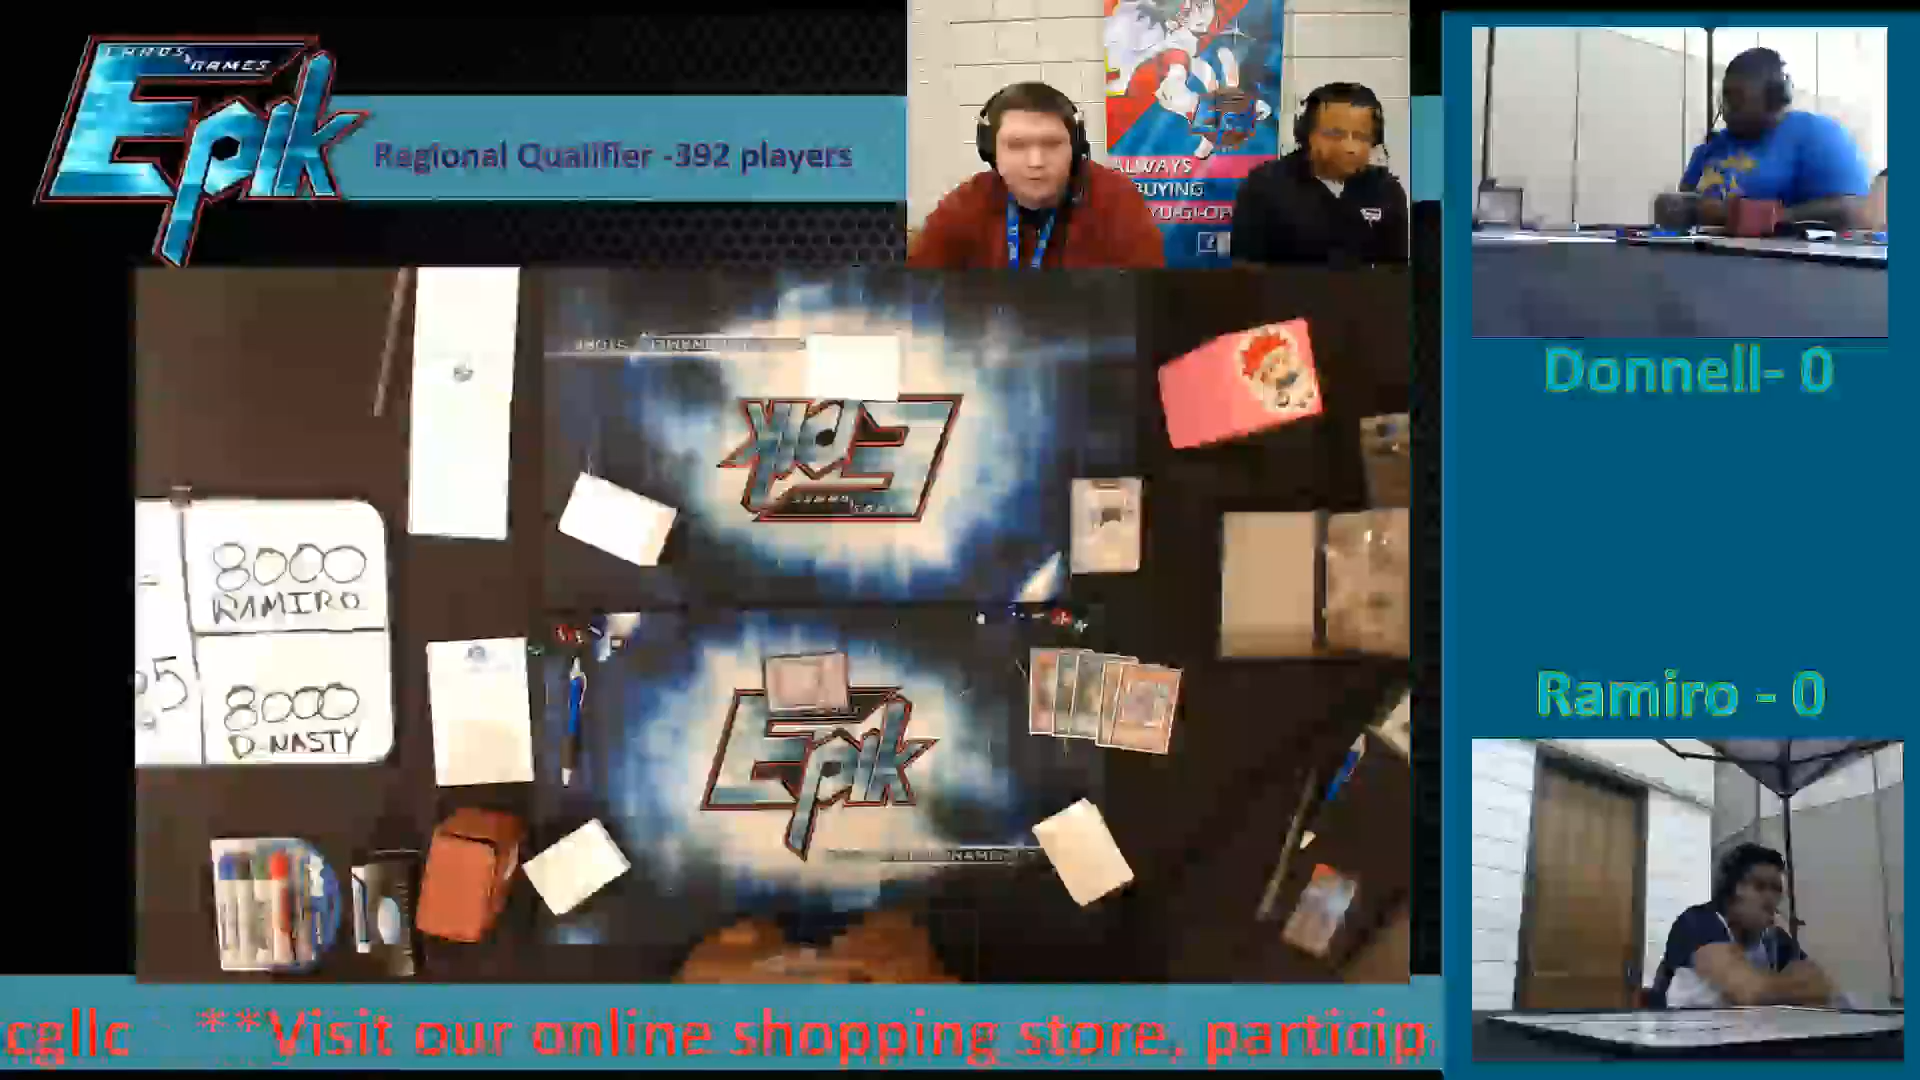 CHAOS GAMES
Epik
Regional Qualifier -392 players
ALWAYS
BUYING
YU-GI-OH
Donnell- 0
8000
RAMIRO
8000
D-NASTY
Epik
Ramiro - 0
cgllc **Visit our online shopping store, particip